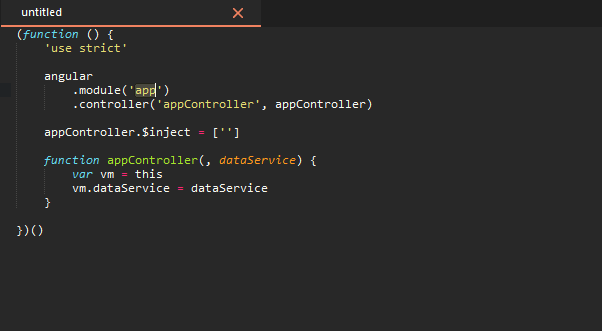 untitled
(function () {
    'use strict'

    angular
        .module('app')
        .controller('appController', appController)

    appController.$inject = ['']

    function appController(, dataService) {
        var vm = this
        vm.dataService = dataService
    }

})()